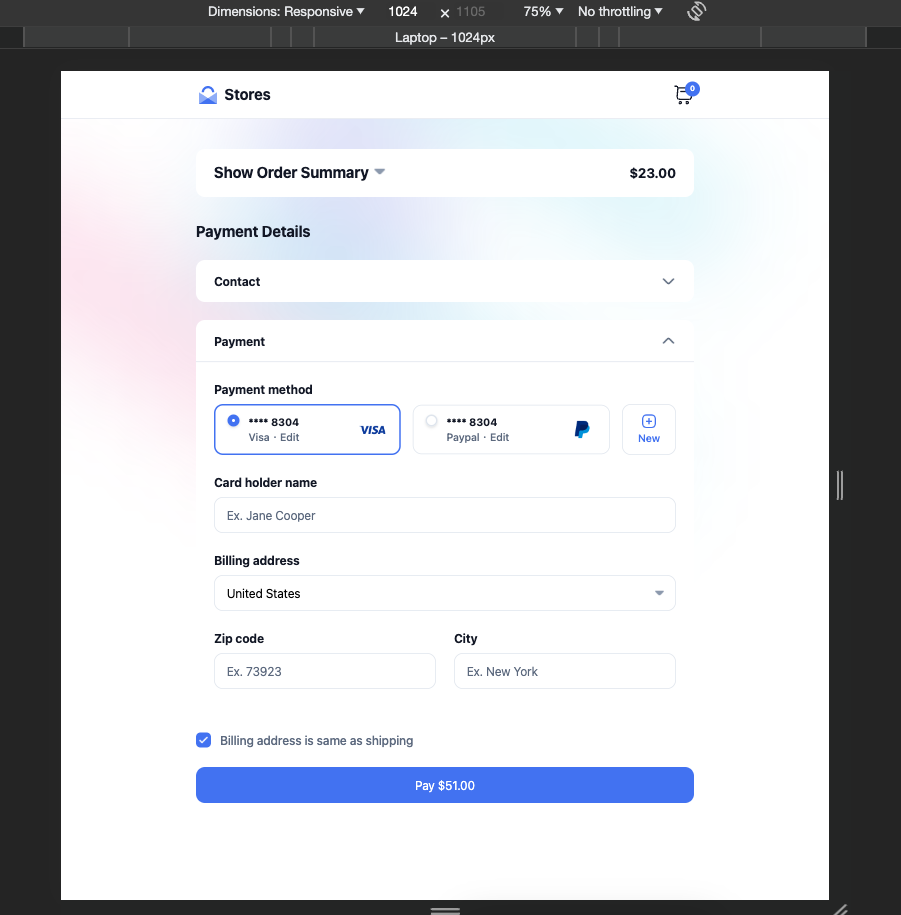 Dimensions: Responsive ▼ 1024 × 1105 75% ▼ No throttling ▼
Laptop – 1024px
Stores 0
Show Order Summary $23.00
Payment Details
Contact
Payment
Payment method
**** 8304
Visa · Edit
VISA
**** 8304
Paypal · Edit
New
Card holder name
Ex. Jane Cooper
Billing address
United States
Zip code City
Ex. 73923 Ex. New York
Billing address is same as shipping
Pay $51.00